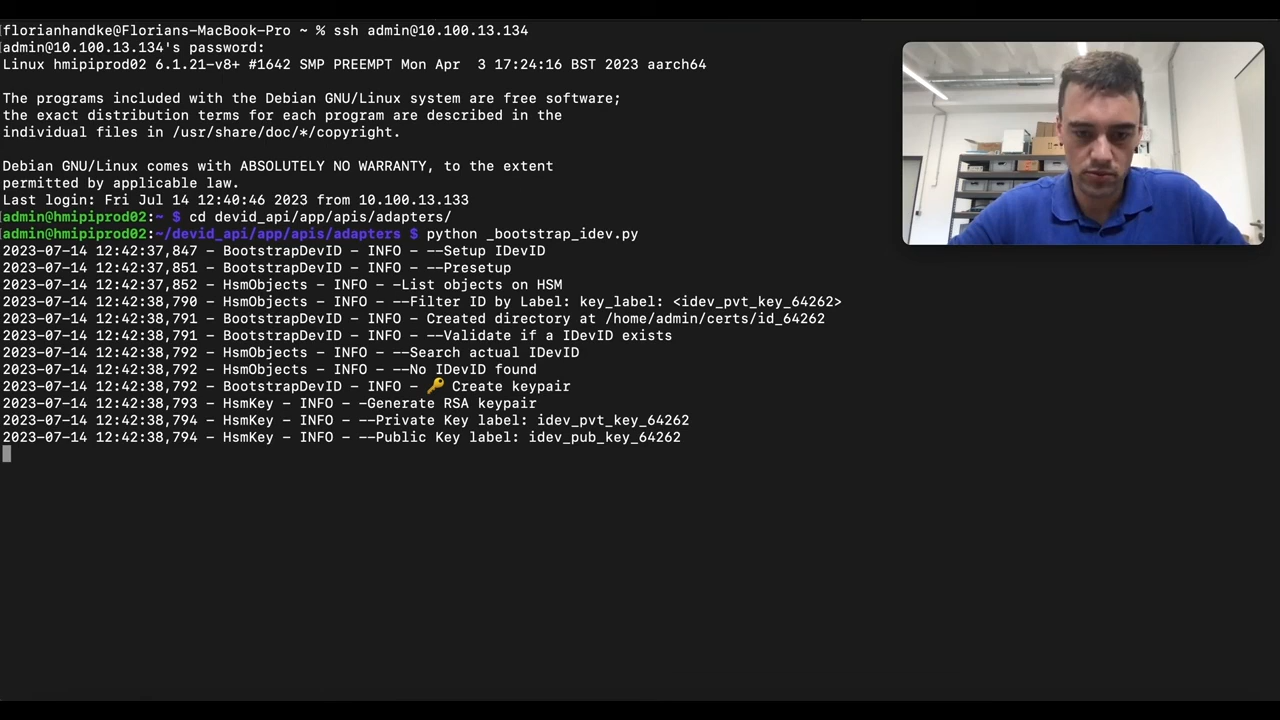 florianhandke@Florians-MacBook-Pro ~ % ssh admin@10.100.13.134
admin@10.100.13.134's password:
Linux hmipiprod02 6.1.21-v8+ #1642 SMP PREEMPT Mon Apr  3 17:24:16 BST 2023 aarch64
The programs included with the Debian GNU/Linux system are free software;
the exact distribution terms for each program are described in the
individual files in /usr/share/doc/*/copyright.
Debian GNU/Linux comes with ABSOLUTELY NO WARRANTY, to the extent
permitted by applicable law.
Last login: Fri Jul 14 12:40:46 2023 from 10.100.13.133
admin@hmipiprod02:~ $ cd devid_api/app/apis/adapters/
admin@hmipiprod02:~/devid_api/app/apis/adapters $ python _bootstrap_idev.py
2023-07-14 12:42:37,847 - BootstrapDevID - INFO - --Setup IDevID
2023-07-14 12:42:37,851 - BootstrapDevID - INFO - --Presetup
2023-07-14 12:42:37,852 - HsmObjects - INFO - -List objects on HSM
2023-07-14 12:42:38,790 - HsmObjects - INFO - --Filter ID by Label: key_label: <idev_pvt_key_64262>
2023-07-14 12:42:38,791 - BootstrapDevID - INFO - Created directory at /home/admin/certs/id_64262
2023-07-14 12:42:38,791 - BootstrapDevID - INFO - --Validate if a IDevID exists
2023-07-14 12:42:38,792 - HsmObjects - INFO - --Search actual IDevID
2023-07-14 12:42:38,792 - HsmObjects - INFO - --No IDevID found
2023-07-14 12:42:38,792 - BootstrapDevID - INFO - 🔑 Create keypair
2023-07-14 12:42:38,793 - HsmKey - INFO - -Generate RSA keypair
2023-07-14 12:42:38,794 - HsmKey - INFO - --Private Key label: idev_pvt_key_64262
2023-07-14 12:42:38,794 - HsmKey - INFO - --Public Key label: idev_pub_key_64262